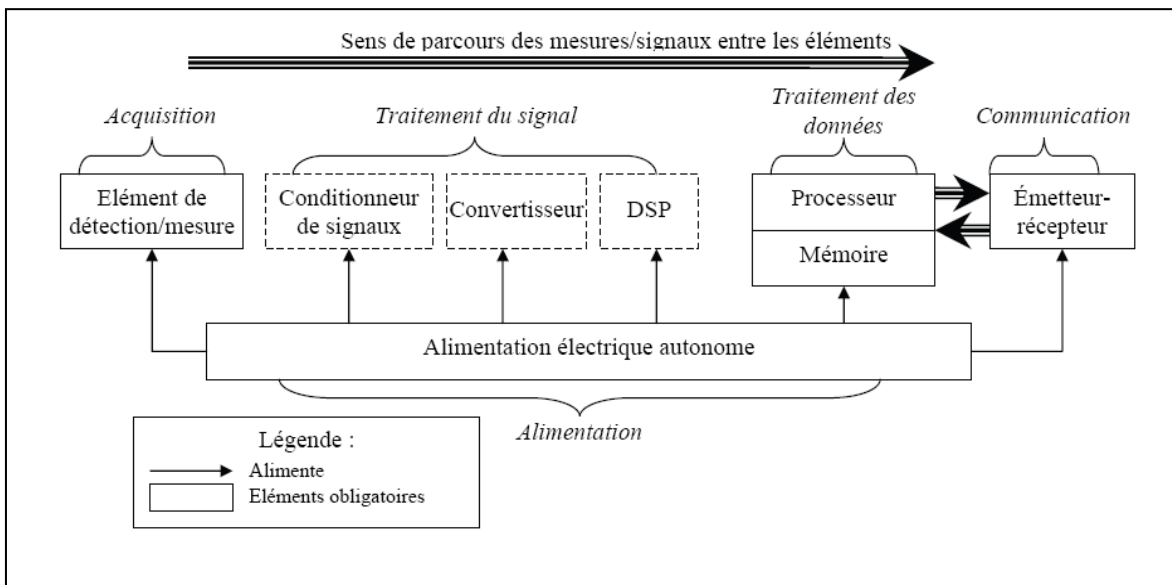 Sens de parcours des mesures/signaux entre les éléments
Acquisition
Traitement du signal
Traitement des
données
Communication
Elément de
détection/mesure
Conditionneur
de signaux
Convertisseur
DSP
Processeur
Mémoire
Émetteur-
récepteur
Alimentation électrique autonome
Alimentation
Légende :
Alimente
Eléments obligatoires